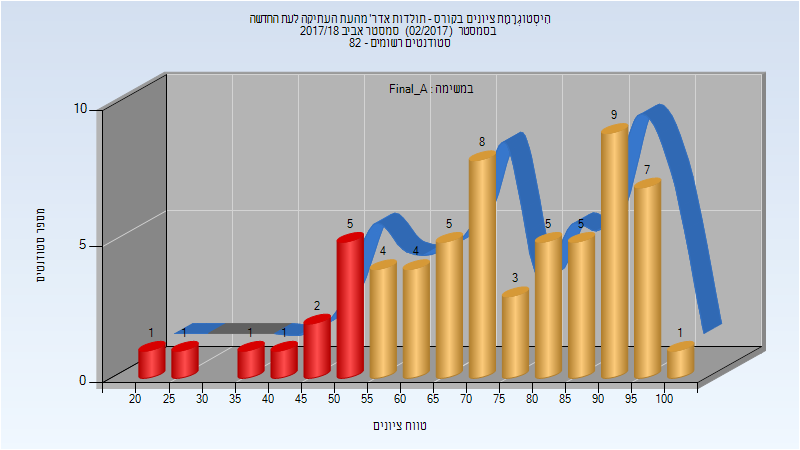 הִיסְטוֹגְרָמַת ציונים בקורס - תולדות אדר' מהעת העתיקה לעת החדשה
בסמסטר (02/2017) סמסטר אביב 2017/18
סטודנטים רשומים - 82
במשימה : Final_A
מספר סטודנטים
10
5
0
1
1
1
1
2
5
4
4
5
8
3
5
5
9
7
1
20 25 30 35 40 45 50 55 60 65 70 75 80 85 90 95 100
טווח ציונים